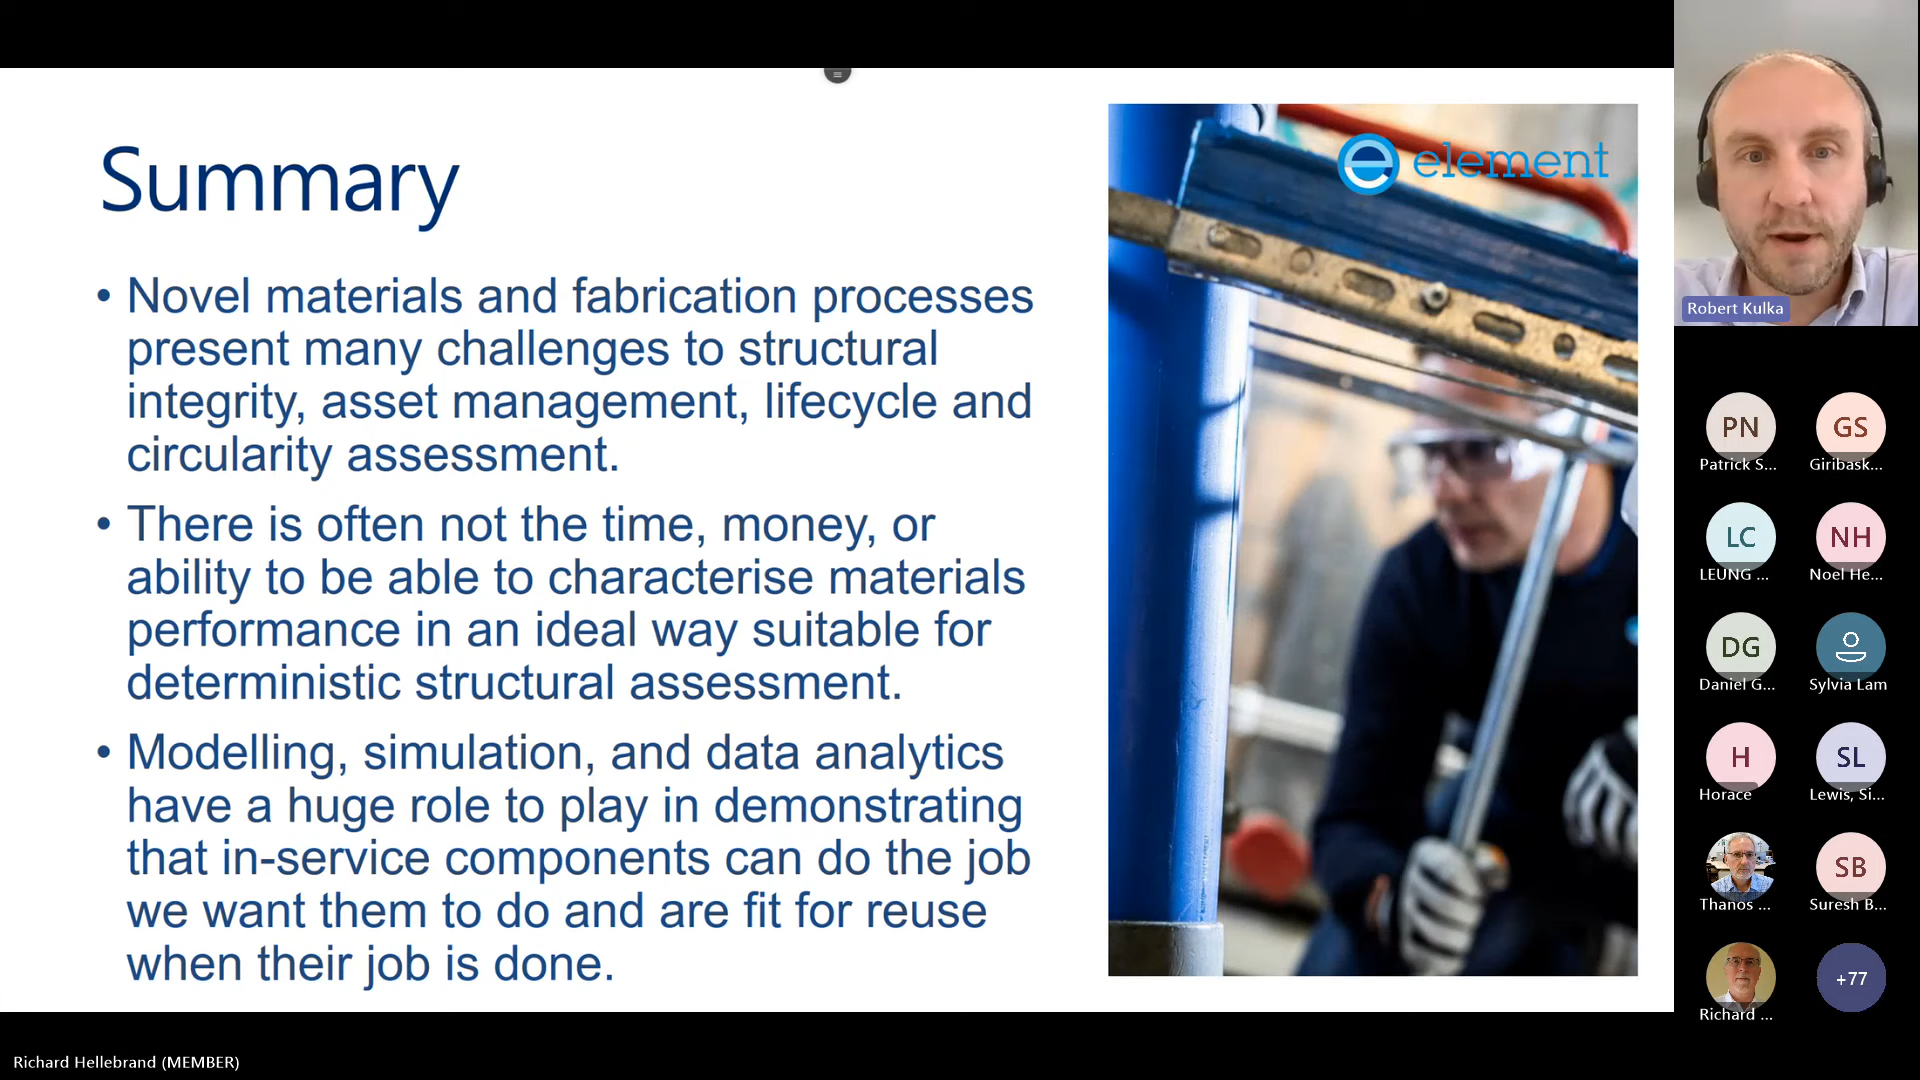 Summary
element
• Novel materials and fabrication processes
present many challenges to structural
integrity, asset management, lifecycle and
circularity assessment.
• There is often not the time, money, or
ability to be able to characterise materials
performance in an ideal way suitable for
deterministic structural assessment.
• Modelling, simulation, and data analytics
have a huge role to play in demonstrating
that in-service components can do the job
we want them to do and are fit for reuse
when their job is done.
Robert Kulka
PN
Patrick S...
GS
Giribask...
LC
LEUNG ...
NH
Noel He...
DG
Daniel G...
Sylvia Lam
H
Horace
SL
Lewis, Si...
Thanos ...
SB
Suresh B...
Richard ...
+77
Richard Hellebrand (MEMBER)